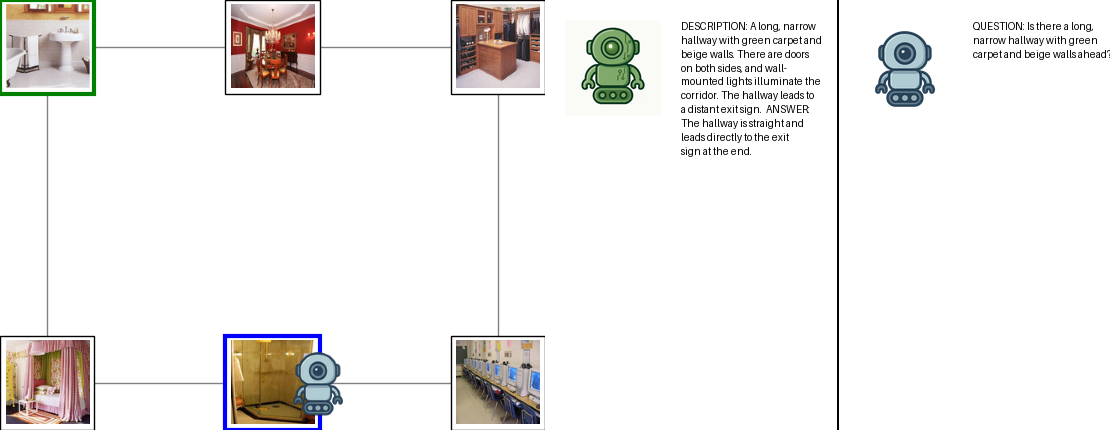 DESCRIPTION: A long, narrow
hallway with green carpet and
beige walls. There are doors
on both sides, and wall-
mounted lights illuminate the
corridor. The hallway leads to
a distant exit sign.  ANSWER:
The hallway is straight and
leads directly to the exit
sign at the end.
QUESTION: Is there a long,
narrow hallway with green
carpet and beige walls ahead?